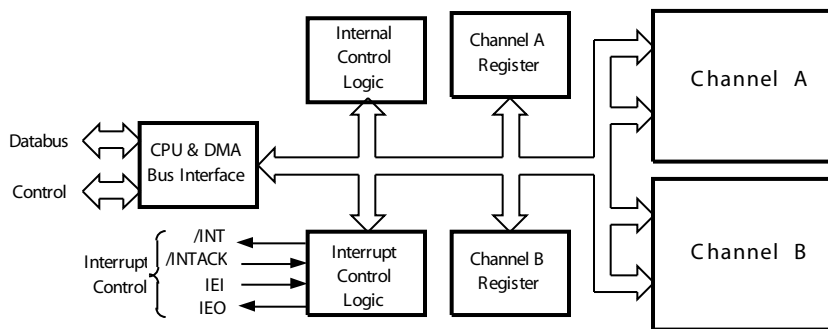 Internal
Control
Logic
Channel A
Register
Channel A
Databus
CPU & DMA
Bus Interface
Control
Channel B
/INT
/INTACK
IEI
IEO
Interrupt
Control
Interrupt
Control
Logic
Channel B
Register